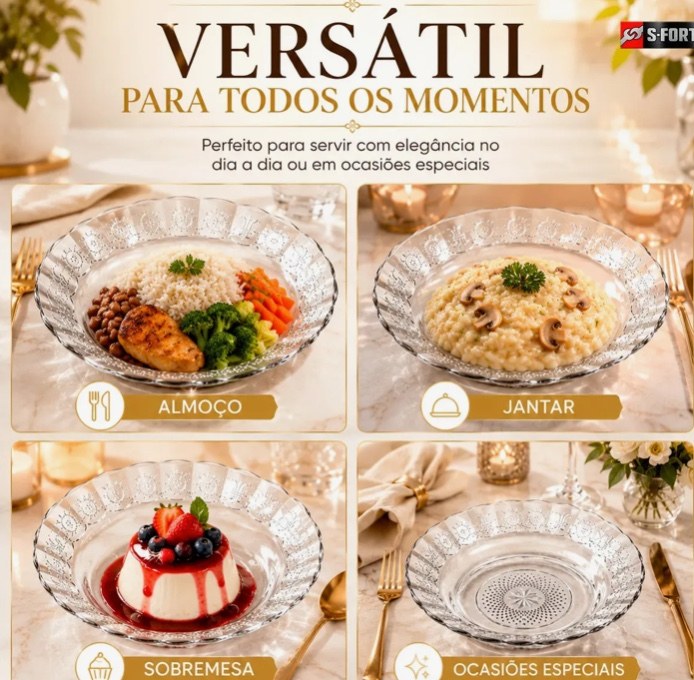 VERSÁTIL
S-FORT
PARA TODOS OS MOMENTOS
Perfeito para servir com elegância no
dia a dia ou em ocasiões especiais
ALMOÇO
JANTAR
SOBREMESA
OCASIÕES ESPECIAIS